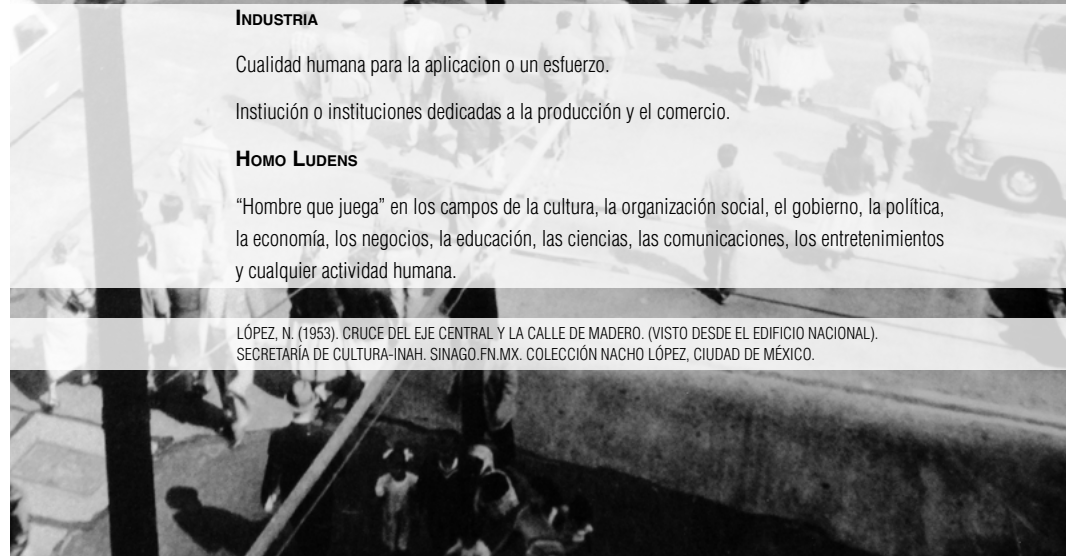 INDUSTRIA
Cualidad humana para la aplicacion o un esfuerzo.
Instiución o instituciones dedicadas a la producción y el comercio.
HOMO LUDENS
“Hombre que juega” en los campos de la cultura, la organización social, el gobierno, la política,
la economía, los negocios, la educación, las ciencias, las comunicaciones, los entretenimientos
y cualquier actividad humana.
LÓPEZ, N. (1953). CRUCE DEL EJE CENTRAL Y LA CALLE DE MADERO. (VISTO DESDE EL EDIFICIO NACIONAL).
SECRETARÍA DE CULTURA-INAH. SINAGO.FN.MX. COLECCIÓN NACHO LÓPEZ, CIUDAD DE MÉXICO.